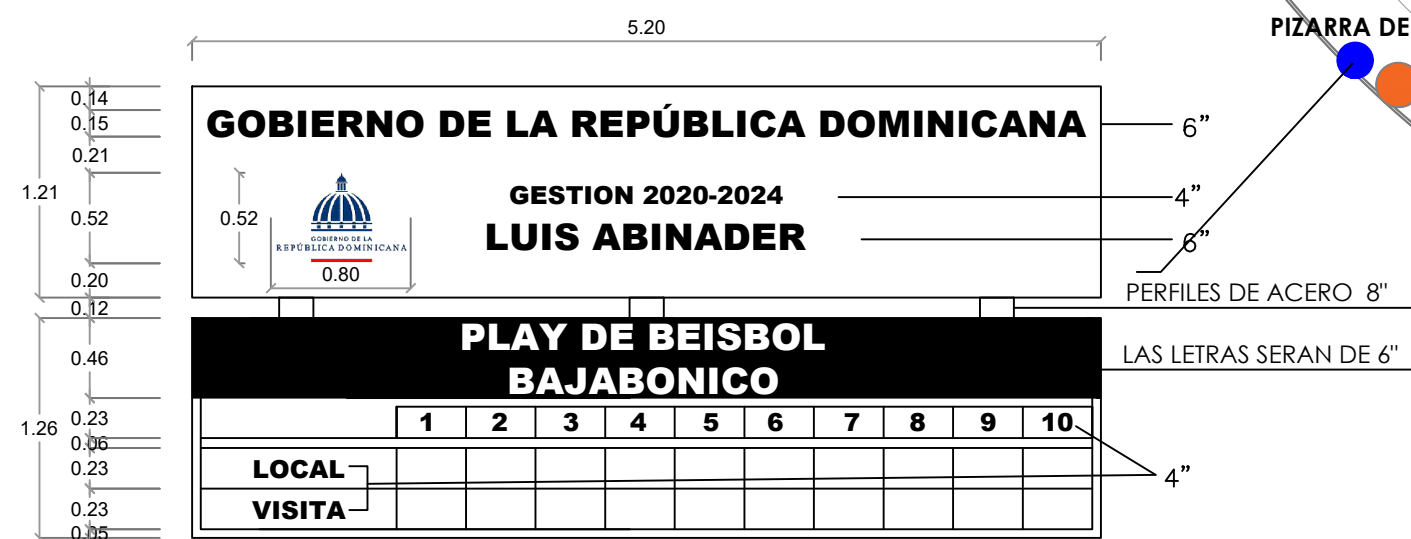 5.20
PIZARRA DE
0.14
0.15
0.21
1.21
0.52
0.20
0.12
GOBIERNO DE LA REPÚBLICA DOMINICANA
6”
GESTION 2020-2024
4”
LUIS ABINADER
6”
0.52
GOBIERNO DE LA
REPÚBLICA DOMINICANA
0.80
PERFILES DE ACERO 8"
PLAY DE BEISBOL
BAJABONICO
LAS LETRAS SERAN DE 6"
0.46
0.23
1.26
0.06
0.23
0.23
0.05
1 2 3 4 5 6 7 8 9 10
LOCAL
VISITA
4”